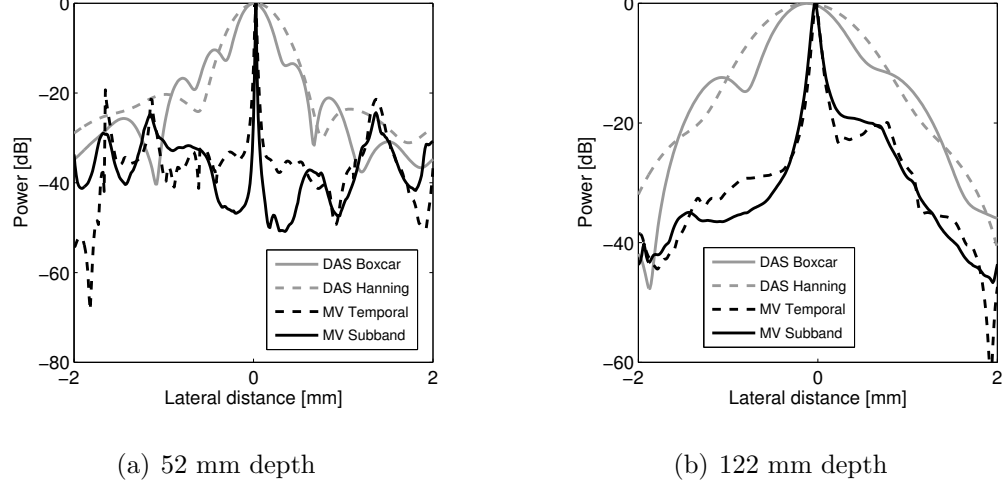 0
−20
−40
−60
−80
−2
0
2
Power [dB]
Lateral distance [mm]
DAS Boxcar
DAS Hanning
MV Temporal
MV Subband
(a) 52 mm depth
0
−20
−40
−60
−2
0
2
Power [dB]
Lateral distance [mm]
DAS Boxcar
DAS Hanning
MV Temporal
MV Subband
(b) 122 mm depth